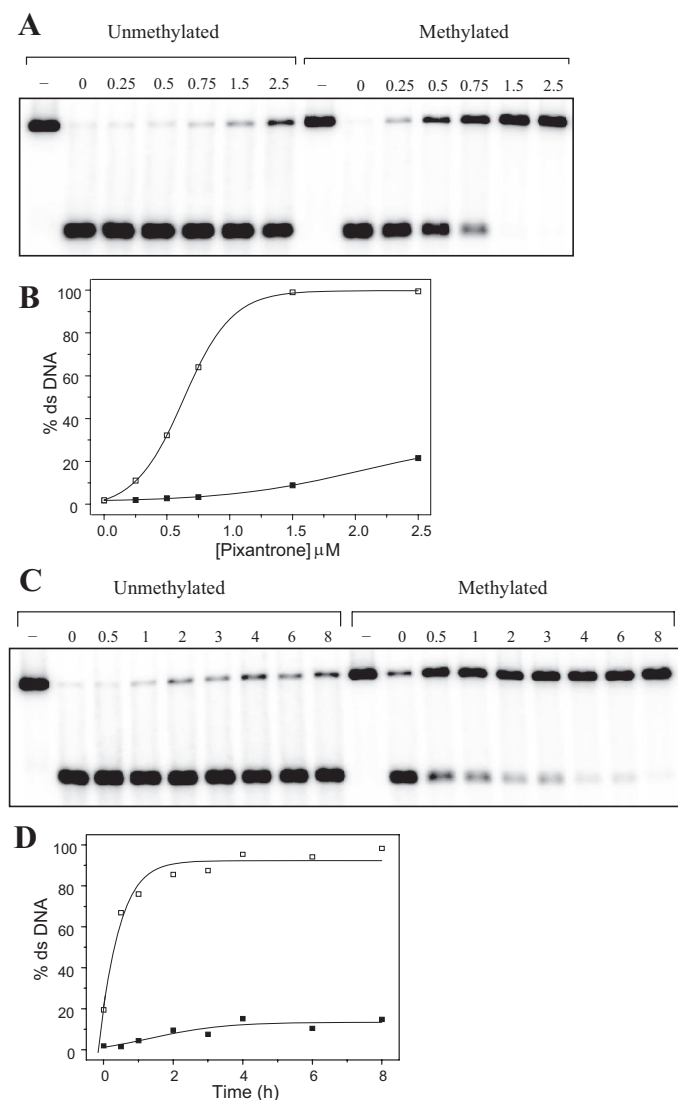 A
Unmethylated Methylated
– 0 0.25 0.5 0.75 1.5 2.5 – 0 0.25 0.5 0.75 1.5 2.5
B
100
80
60
40
20
0
% ds DNA
0.0 0.5 1.0 1.5 2.0 2.5
[Pixantrone] μM
C
Unmethylated Methylated
– 0 0.5 1 2 3 4 6 8 – 0 0.5 1 2 3 4 6 8
D
100
80
60
40
20
0
% ds DNA
0 2 4 6 8
Time (h)